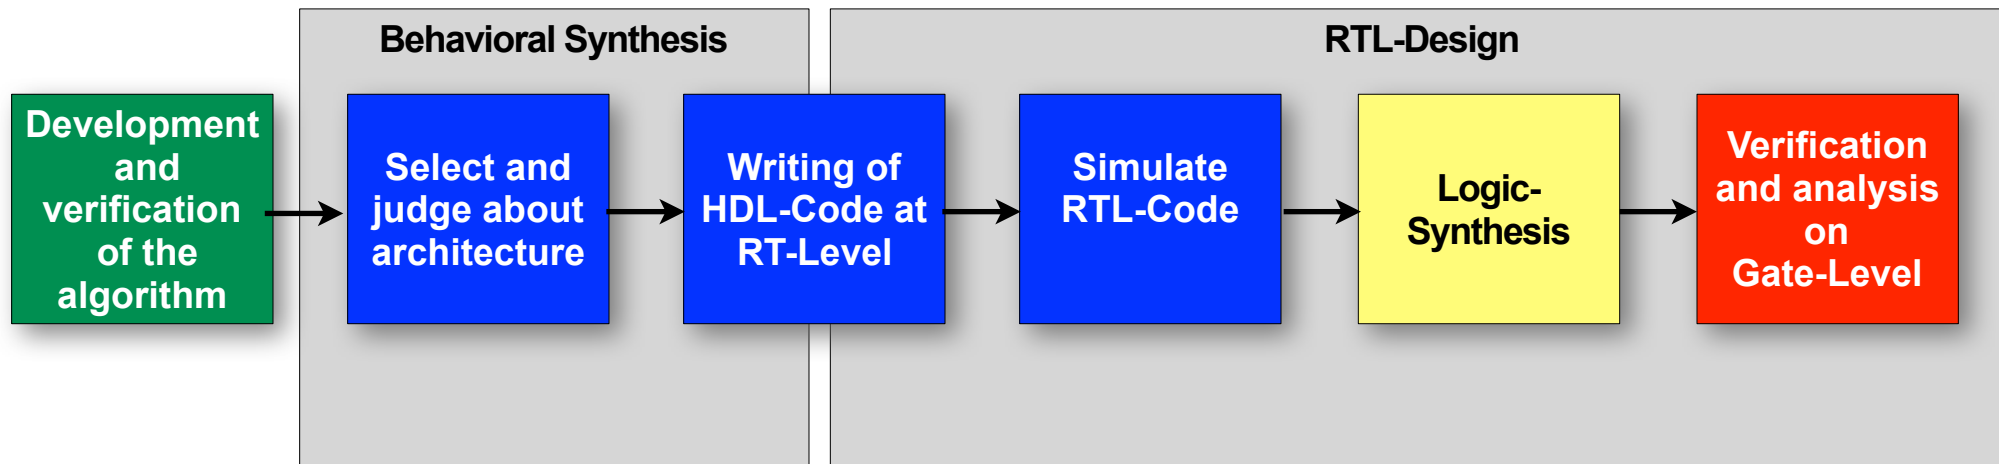 Behavioral Synthesis
RTL-Design
Development
and
verification
of the
algorithm
Select and
judge about
architecture
Writing of
HDL-Code at
RT-Level
Simulate
RTL-Code
Logic-
Synthesis
Verification
and analysis
on
Gate-Level